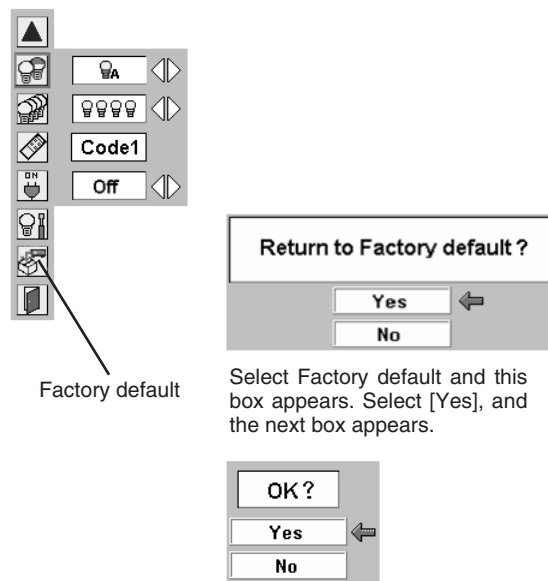 A
Code1
ON
Off
Return to Factory default ?
Yes
No
Factory default
Select Factory default and this
box appears. Select [Yes], and
the next box appears.
OK ?
Yes
No